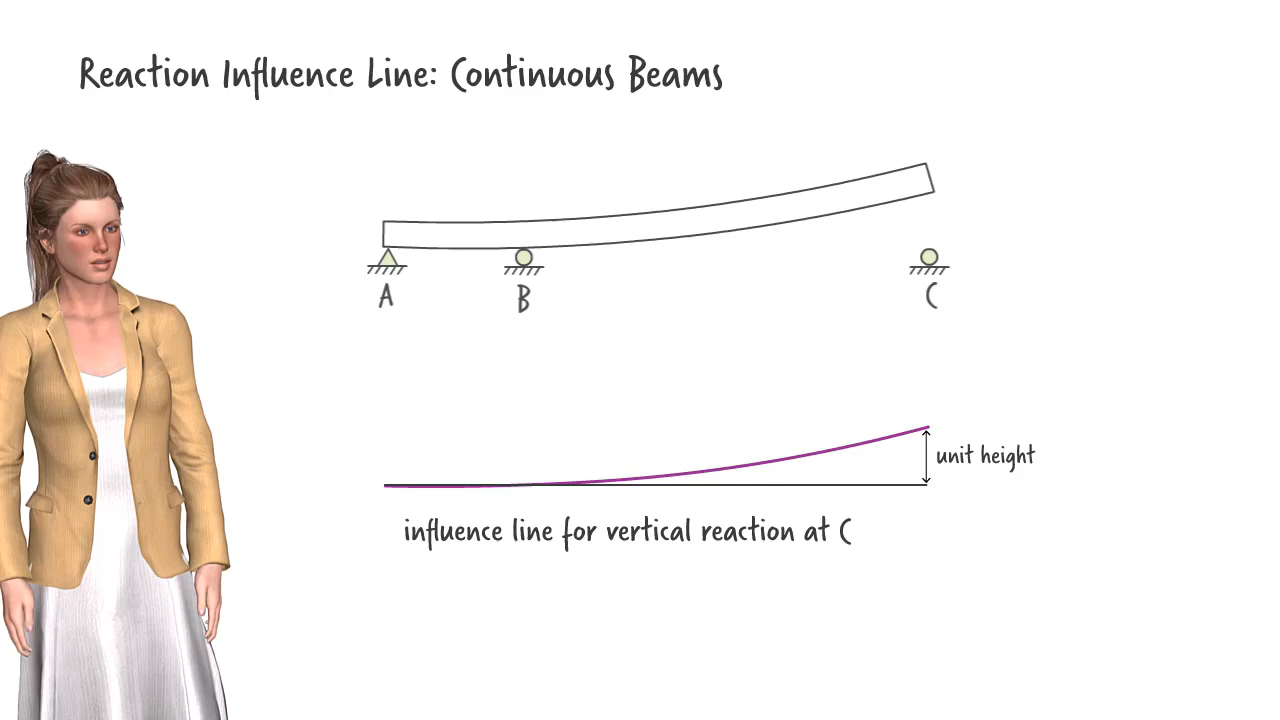 Reaction Influence Line: Continuous Beams
A
B
C
unit height
influence line for vertical reaction at C